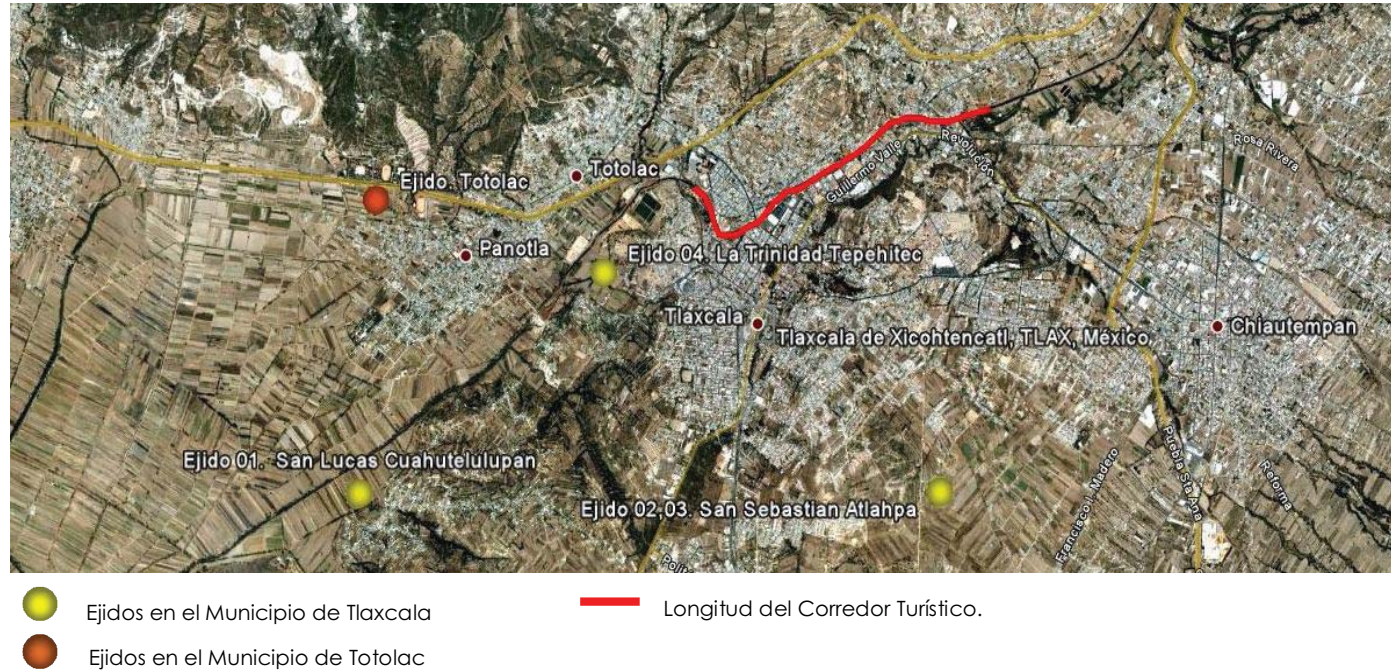 Rosa Rivera
Revolución
Guillermo Valle
Totolac
Ejido. Totolac
Panotla
Ejido 04. La Trinidad Tepehitec
Tlaxcala
Tlaxcala de Xicohtencatl, TLAX, México,
Chiautempan
Ejido 01. San Lucas Cuahutelulupan
Ejido 02,03. San Sebastian Atlahpa
Francisco I. Madero
Puebla Sta Ana
Reforma
Ejidos en el Municipio de Tlaxcala
Longitud del Corredor Turístico.
Ejidos en el Municipio de Totolac